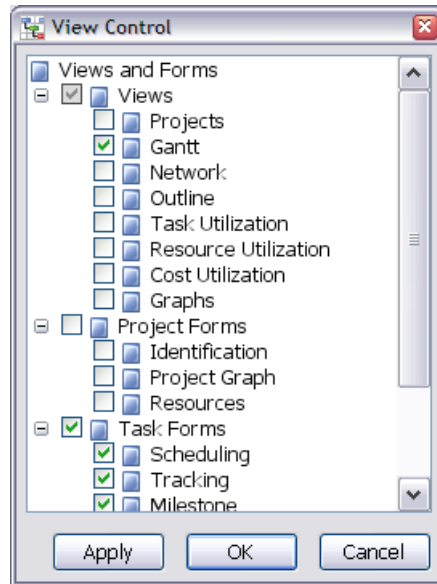 View Control
Views and Forms
Views
Projects
Gantt
Network
Outline
Task Utilization
Resource Utilization
Cost Utilization
Graphs
Project Forms
Identification
Project Graph
Resources
Task Forms
Scheduling
Tracking
Milestone
Apply OK Cancel